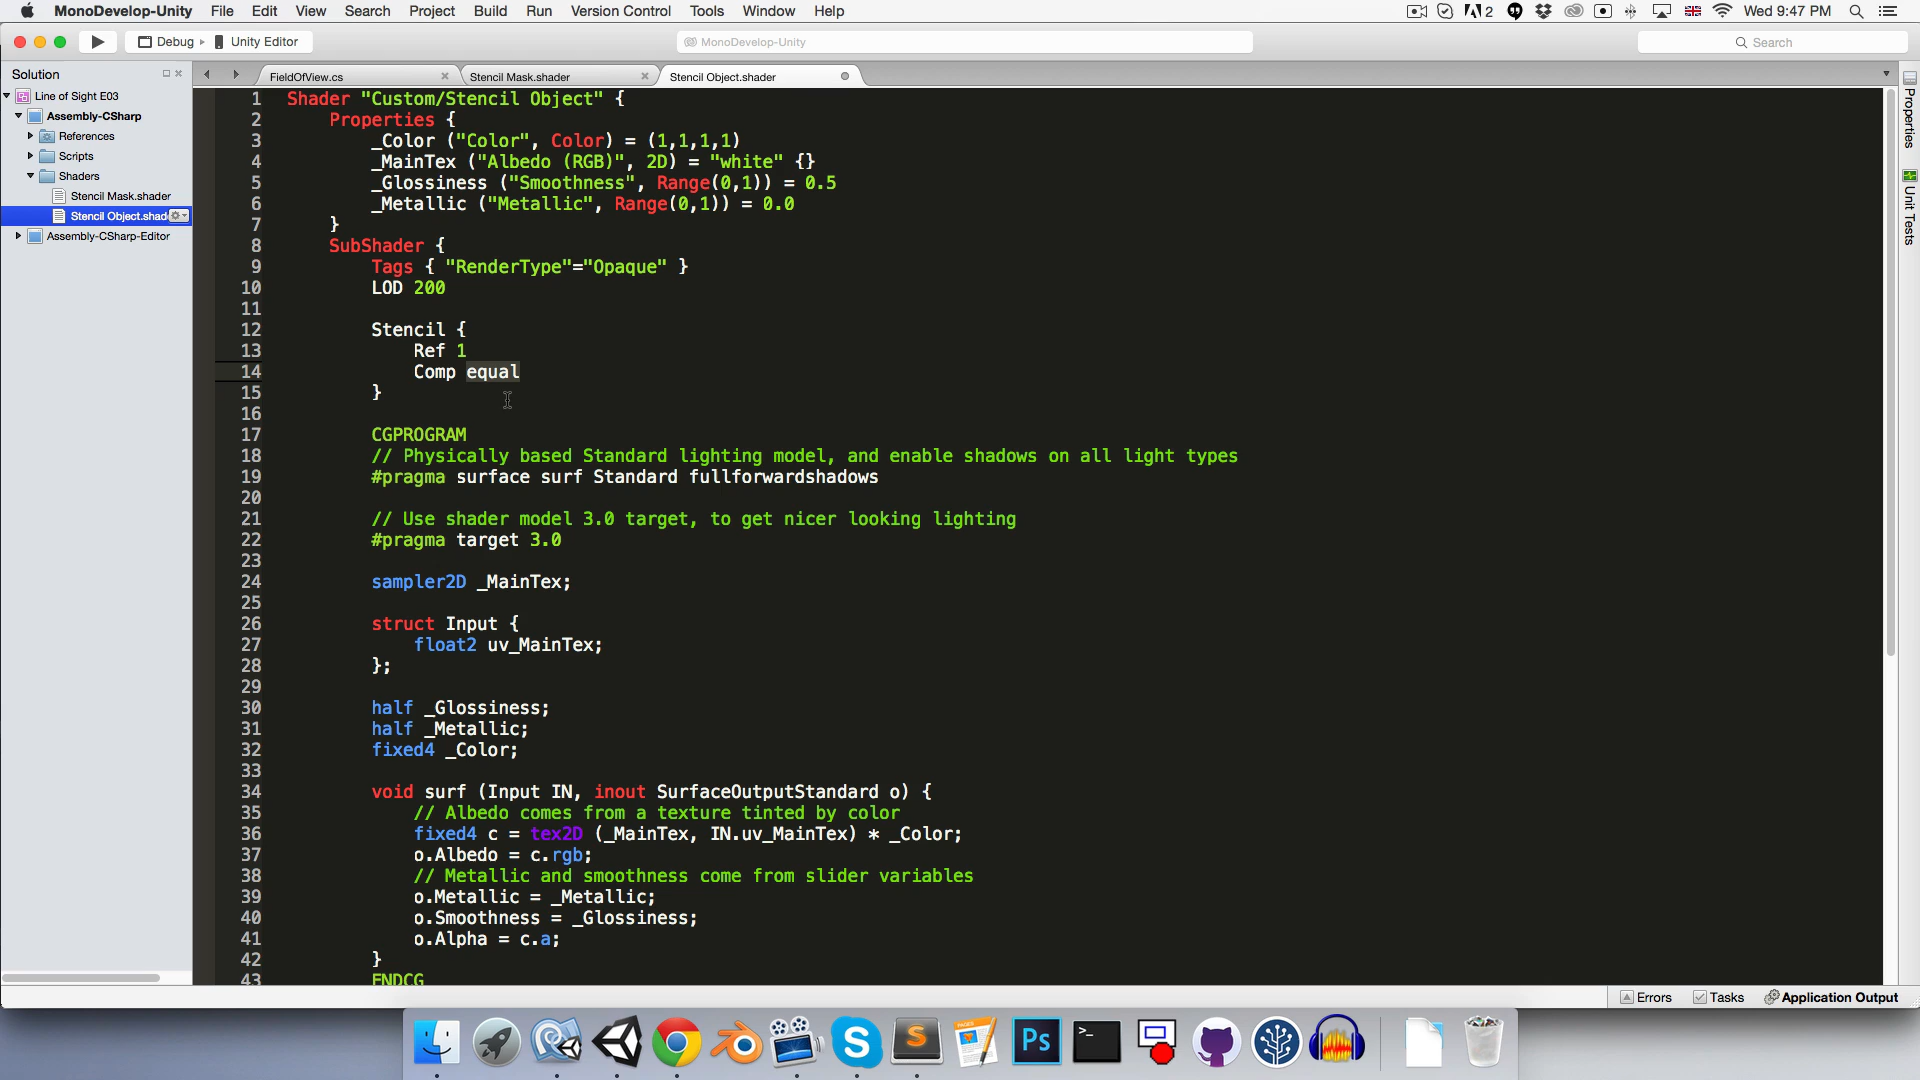 MonoDevelop-Unity File Edit View Search Project Build Run Version Control Tools Window Help 2 Wed 9:47 PM
Debug Unity Editor MonoDevelop-Unity Search
Solution
Line of Sight E03
Assembly-CSharp
References
Scripts
Shaders
Stencil Mask.shader
Stencil Object.shad
Assembly-CSharp-Editor
FieldOfView.cs Stencil Mask.shader Stencil Object.shader
1 Shader "Custom/Stencil Object" {
2 Properties {
3 _Color ("Color", Color) = (1,1,1,1)
4 _MainTex ("Albedo (RGB)", 2D) = "white" {}
5 _Glossiness ("Smoothness", Range(0,1)) = 0.5
6 _Metallic ("Metallic", Range(0,1)) = 0.0
7 }
8 SubShader {
9 Tags { "RenderType"="Opaque" }
10 LOD 200
11
12 Stencil {
13 Ref 1
14 Comp equal
15 }
16
17 CGPROGRAM
18 // Physically based Standard lighting model, and enable shadows on all light types
19 #pragma surface surf Standard fullforwardshadows
20
21 // Use shader model 3.0 target, to get nicer looking lighting
22 #pragma target 3.0
23
24 sampler2D _MainTex;
25
26 struct Input {
27 float2 uv_MainTex;
28 };
29
30 half _Glossiness;
31 half _Metallic;
32 fixed4 _Color;
33
34 void surf (Input IN, inout SurfaceOutputStandard o) {
35 // Albedo comes from a texture tinted by color
36 fixed4 c = tex2D (_MainTex, IN.uv_MainTex) * _Color;
37 o.Albedo = c.rgb;
38 // Metallic and smoothness come from slider variables
39 o.Metallic = _Metallic;
40 o.Smoothness = _Glossiness;
41 o.Alpha = c.a;
42 }
43 ENDCG
Properties
Unit Tests
Errors Tasks Application Output
PAGES
Ps